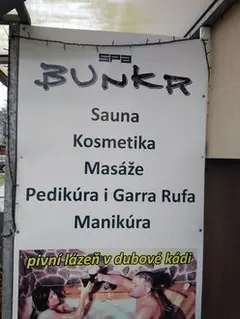 SPA
BUNKR
Sauna
Kosmetika
Masáže
Pedikúra i Garra Rufa
Manikúra
pivní lázeň v dubové kádi